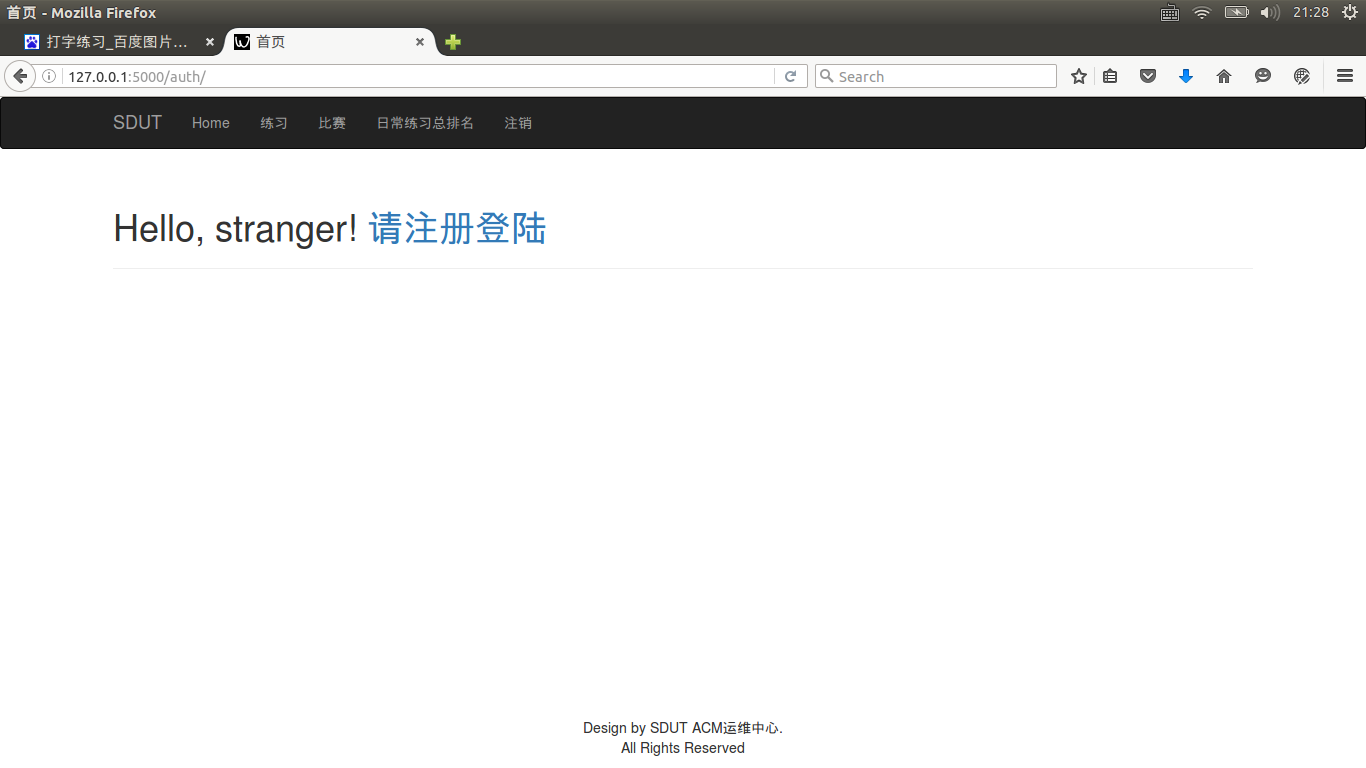 首页 - Mozilla Firefox 21:28
打字练习_百度图片... 首页
127.0.0.1:5000/auth/ Search
SDUT Home 练习 比赛 日常练习总排名 注销
Hello, stranger! 请注册登陆
Design by SDUT ACM运维中心.
All Rights Reserved